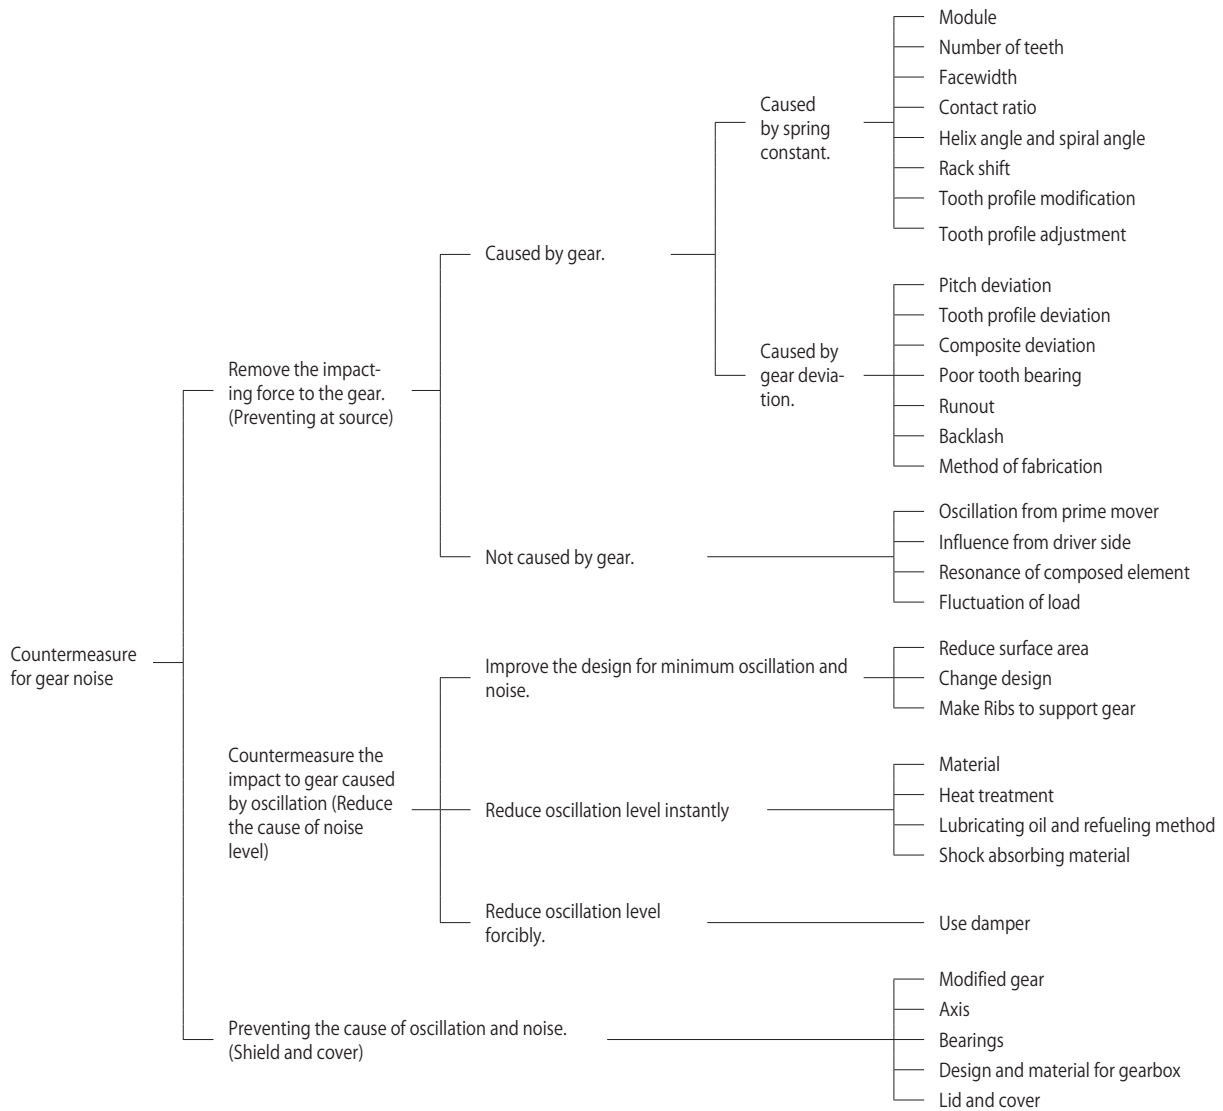 Countermeasure
for gear noise
Remove the impact-
ing force to the gear.
(Preventing at source)
Caused by gear.
Caused
by spring
constant.
Module
Number of teeth
Facewidth
Contact ratio
Helix angle and spiral angle
Rack shift
Tooth profile modification
Tooth profile adjustment
Caused by
gear devia-
tion.
Pitch deviation
Tooth profile deviation
Composite deviation
Poor tooth bearing
Runout
Backlash
Method of fabrication
Not caused by gear.
Oscillation from prime mover
Influence from driver side
Resonance of composed element
Fluctuation of load
Countermeasure the
impact to gear caused
by oscillation (Reduce
the cause of noise
level)
Improve the design for minimum oscillation and
noise.
Reduce surface area
Change design
Make Ribs to support gear
Reduce oscillation level instantly
Material
Heat treatment
Lubricating oil and refueling method
Shock absorbing material
Reduce oscillation level
forcibly.
Use damper
Preventing the cause of oscillation and noise.
(Shield and cover)
Modified gear
Axis
Bearings
Design and material for gearbox
Lid and cover